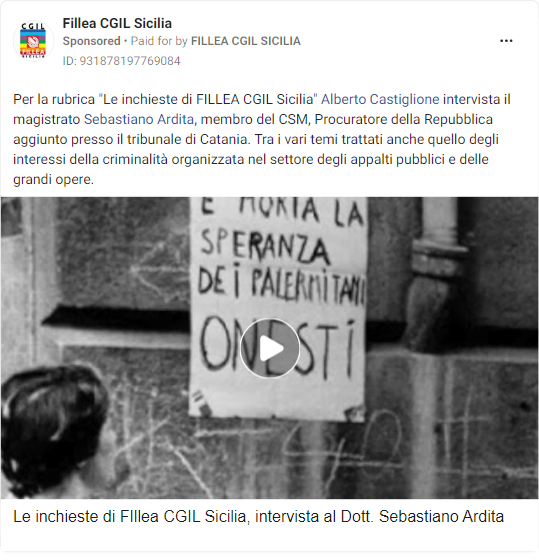 CGIL
FILLEA
SICILIA
Fillea CGIL Sicilia
Sponsored • Paid for by FILLEA CGIL SICILIA
ID: 931878197769084
Per la rubrica "Le inchieste di FILLEA CGIL Sicilia" Alberto Castiglione intervista il
magistrato Sebastiano Ardita, membro del CSM, Procuratore della Repubblica
aggiunto presso il tribunale di Catania. Tra i vari temi trattati anche quello degli
interessi della criminalità organizzata nel settore degli appalti pubblici e delle
grandi opere.
E MORTA LA
SPERANZA
DEI PALERMITANI
ONESTI
Le inchieste di FIllea CGIL Sicilia, intervista al Dott. Sebastiano Ardita